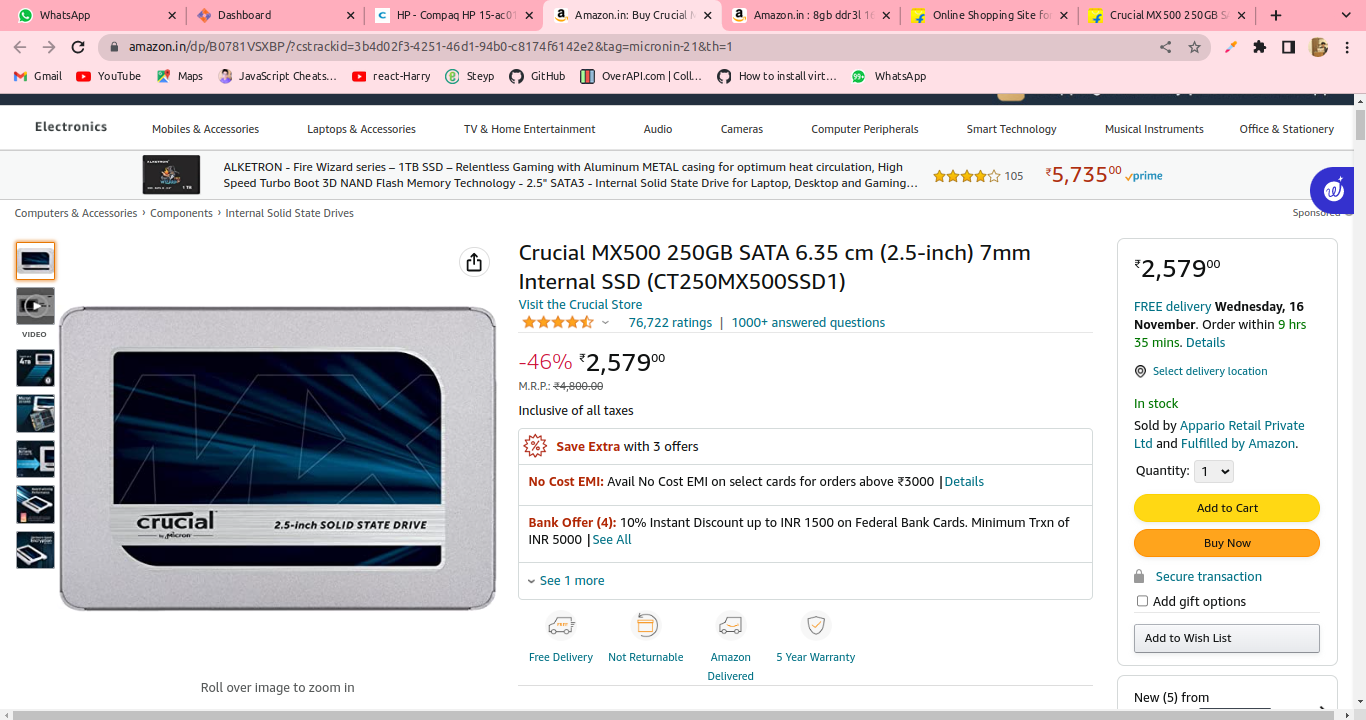 WhatsApp
Dashboard
HP - Compaq HP 15-ac01
Amazon.in: Buy Crucial M
Amazon.in : 8gb ddr3l 16
Online Shopping Site fo
Crucial MX500 250GB S
amazon.in/dp/B0781VSXBP/?cstrackid=3b4d02f3-4251-46d1-94b0-c8174f6142e2&tag=micronin-21&th=1
Gmail
YouTube
Maps
JavaScript Cheats...
react-Harry
Steyp
GitHub
OverAPI.com | Coll...
How to install virt...
99+
WhatsApp
Electronics
Mobiles & Accessories
Laptops & Accessories
TV & Home Entertainment
Audio
Cameras
Computer Peripherals
Smart Technology
Musical Instruments
Office & Stationery
ALKETRON - Fire Wizard series – 1TB SSD – Relentless Gaming with Aluminum METAL casing for optimum heat circulation, High
Speed Turbo Boot 3D NAND Flash Memory Technology - 2.5" SATA3 - Internal Solid State Drive for Laptop, Desktop and Gaming...
105
₹5,73500
prime
Computers & Accessories › Components › Internal Solid State Drives
Sponsored
VIDEO
crucial
by Micron
2.5-inch SOLID STATE DRIVE
Roll over image to zoom in
Crucial MX500 250GB SATA 6.35 cm (2.5-inch) 7mm
Internal SSD (CT250MX500SSD1)
Visit the Crucial Store
76,722 ratings | 1000+ answered questions
-46% ₹2,57900
M.R.P.: ₹4,800.00
Inclusive of all taxes
Save Extra with 3 offers
No Cost EMI: Avail No Cost EMI on select cards for orders above ₹3000 |Details
Bank Offer (4): 10% Instant Discount up to INR 1500 on Federal Bank Cards. Minimum Trxn of
INR 5000 |See All
See 1 more
Free Delivery
Not Returnable
Amazon
Delivered
5 Year Warranty
₹2,57900
FREE delivery Wednesday, 16
November. Order within 9 hrs
35 mins. Details
Select delivery location
In stock
Sold by Appario Retail Private
Ltd and Fulfilled by Amazon.
Quantity: 1
Add to Cart
Buy Now
Secure transaction
Add gift options
Add to Wish List
New (5) from